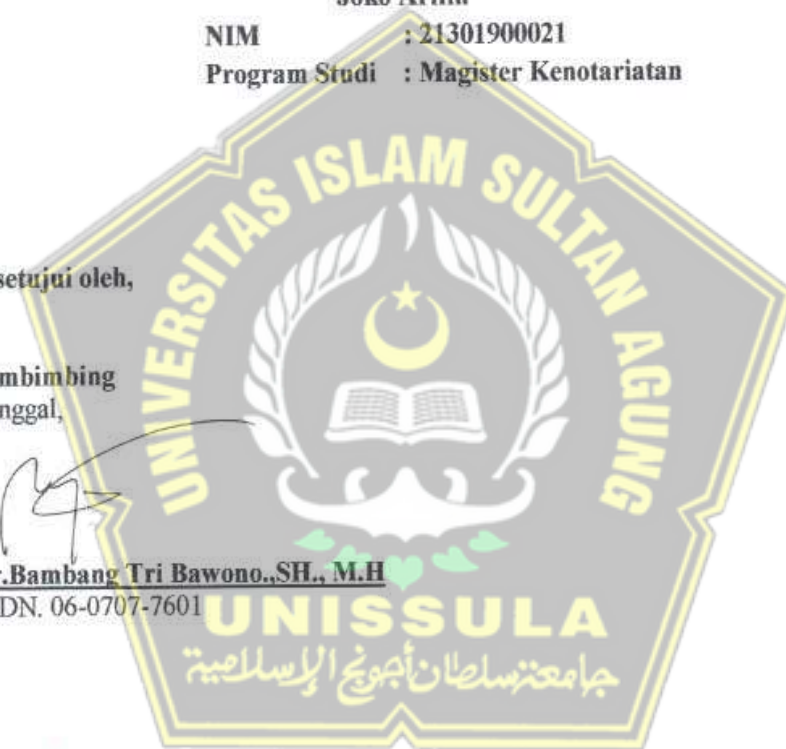 Joko
NIM : 21301900021
Program Studi : Magister Kenotariatan
UNIVERSITAS ISLAM SULTAN AGUNG
setujui oleh,
mbimbing
nggal,
r.Bambang Tri Bawono.,SH., M.H
DN. 06-0707-7601
UNISSULA
جامعة سلطان أجونج الإسلامية